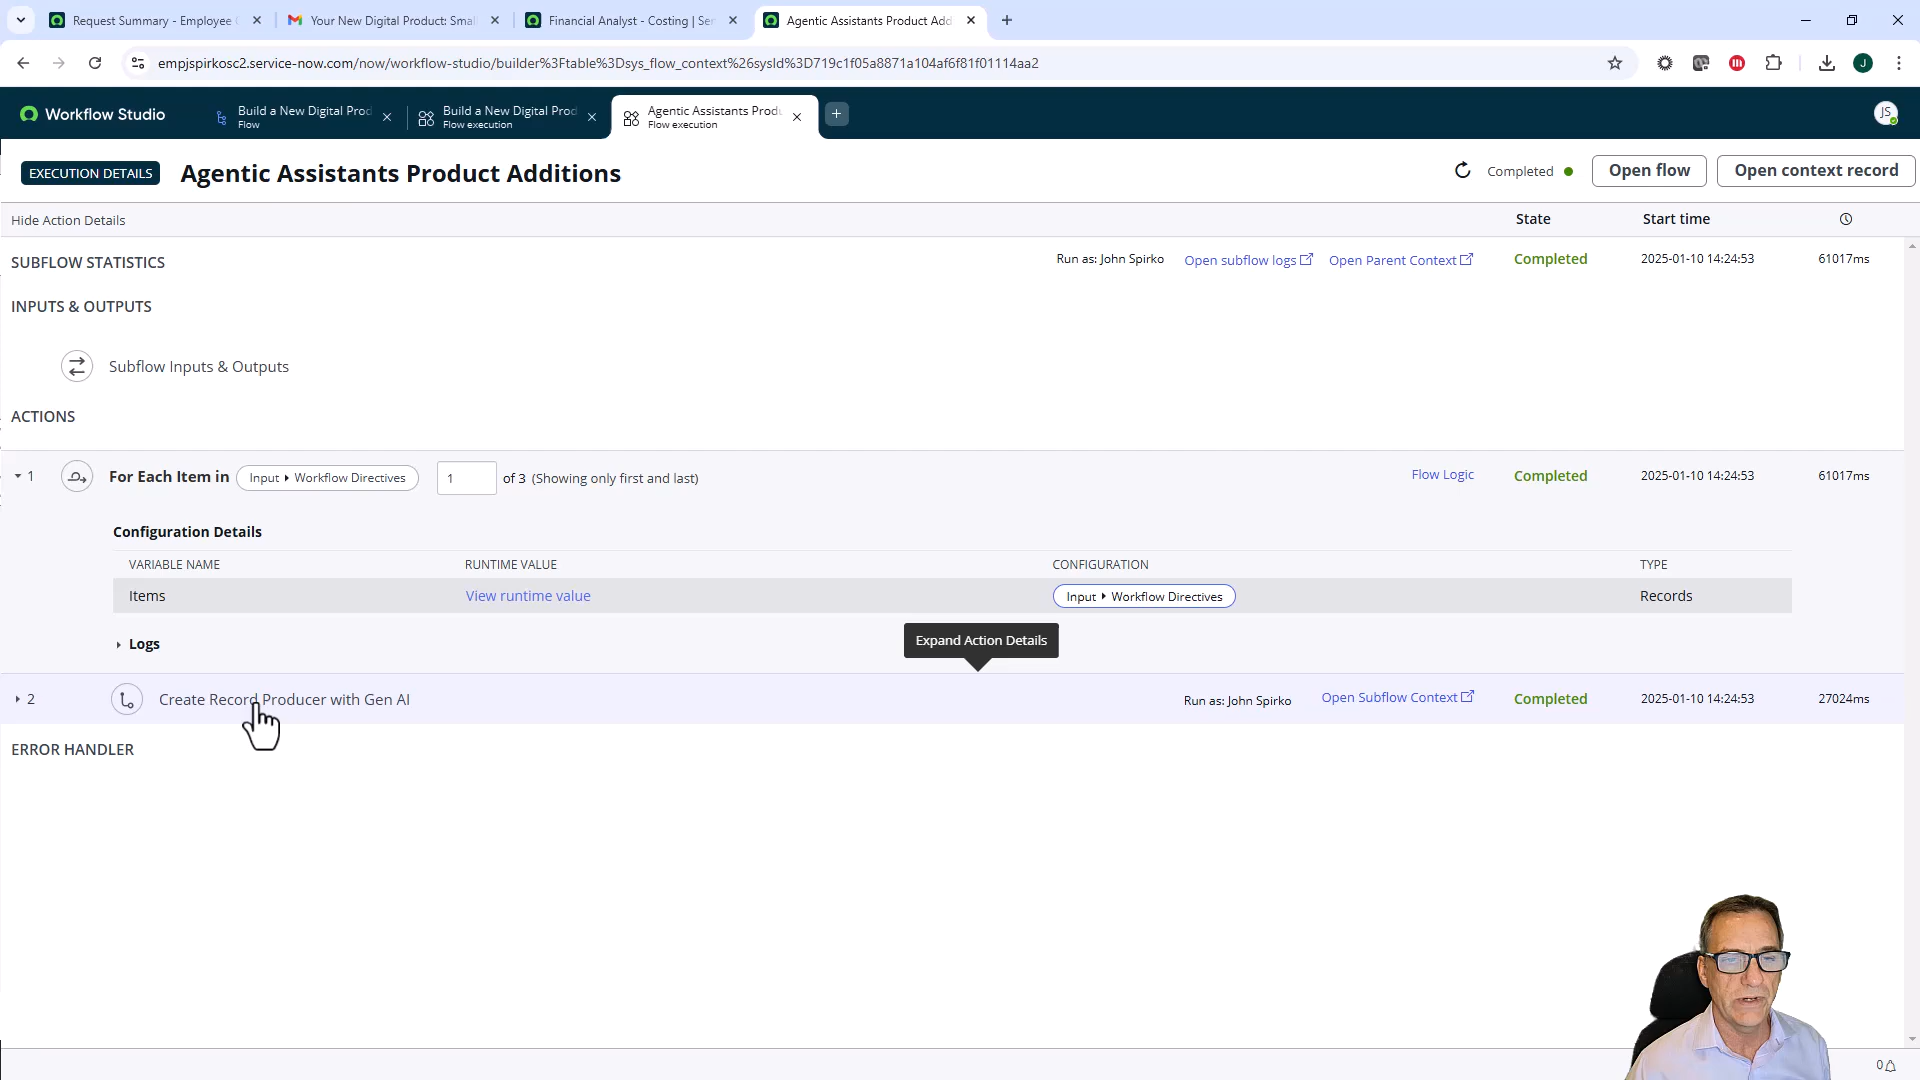 Request Summary - Employee C
Your New Digital Product: Smal
Financial Analyst - Costing | Ser
Agentic Assistants Product Add
empjspirkosc2.service-now.com/now/workflow-studio/builder%3Ftable%3Dsys_flow_context%26sysId%3D719c1f05a8871a104af6f81f01114aa2
J
Workflow Studio
Build a New Digital Prod
Flow
Build a New Digital Prod
Flow execution
Agentic Assistants Produ
Flow execution
JS
EXECUTION DETAILS
Agentic Assistants Product Additions
Completed
Open flow
Open context record
Hide Action Details
State
Start time
SUBFLOW STATISTICS
Run as: John Spirko
Open subflow logs
Open Parent Context
Completed
2025-01-10 14:24:53
61017ms
INPUTS & OUTPUTS
Subflow Inputs & Outputs
ACTIONS
1
For Each Item in
Input ▸ Workflow Directives
1
of 3 (Showing only first and last)
Flow Logic
Completed
2025-01-10 14:24:53
61017ms
Configuration Details
VARIABLE NAME
RUNTIME VALUE
CONFIGURATION
TYPE
Items
View runtime value
Input ▸ Workflow Directives
Records
Logs
Expand Action Details
2
Create Record Producer with Gen AI
Run as: John Spirko
Open Subflow Context
Completed
2025-01-10 14:24:53
27024ms
ERROR HANDLER
0